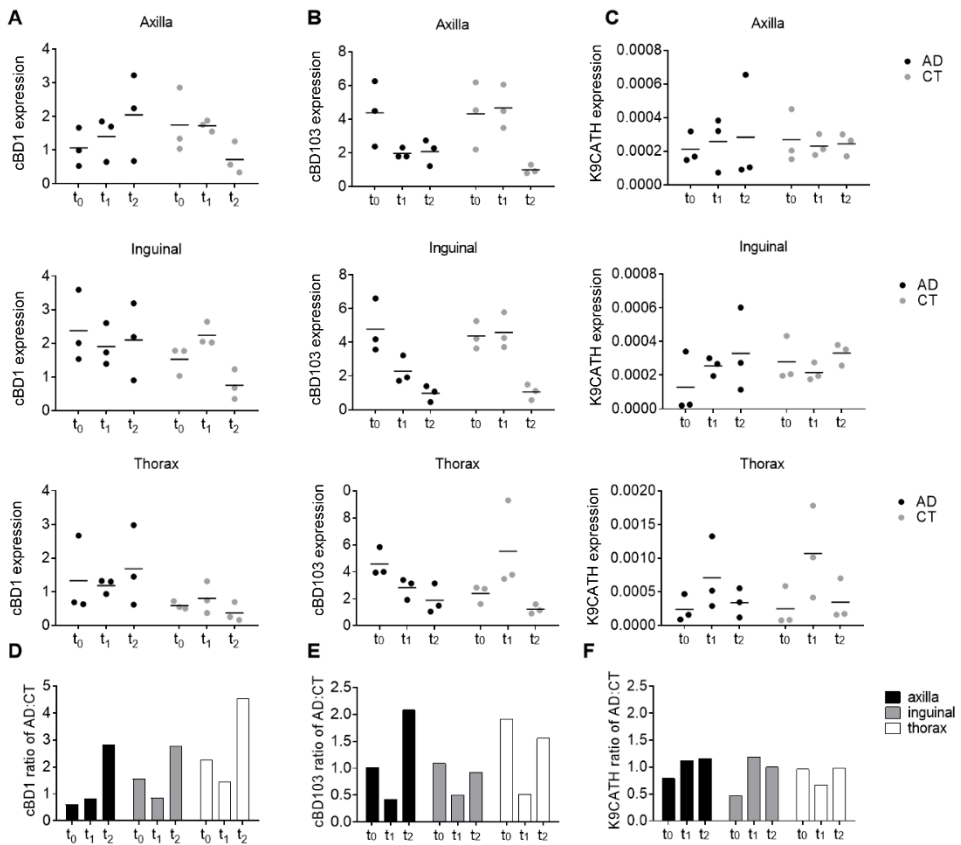 A
B
C
Axilla
4
3
2
1
0
cBD1 expression
t0 t1 t2 t0 t1 t2
Axilla
8
6
4
2
0
cBD103 expression
t0 t1 t2 t0 t1 t2
Axilla
0.0008
0.0006
0.0004
0.0002
0.0000
K9CATH expression
t0 t1 t2 t0 t1 t2
AD
CT
Inguinal
4
3
2
1
0
cBD1 expression
t0 t1 t2 t0 t1 t2
Inguinal
8
6
4
2
0
cBD103 expression
t0 t1 t2 t0 t1 t2
Inguinal
0.0008
0.0006
0.0004
0.0002
0.0000
K9CATH expression
t0 t1 t2 t0 t1 t2
AD
CT
Thorax
4
3
2
1
0
cBD1 expression
t0 t1 t2 t0 t1 t2
Thorax
0
8
6
4
2
0
cBD103 expression
t0 t1 t2 t0 t1 t2
Thorax
0.0020
0.0015
0.0010
0.0005
0.0000
K9CATH expression
t0 t1 t2 t0 t1 t2
AD
CT
D
5
4
3
2
1
0
cBD1 ratio of AD:CT
t0 t1 t2 t0 t1 t2 t0 t1 t2
E
2.5
2.0
1.5
1.0
0.5
0.0
cBD103 ratio of AD:CT
t0 t1 t2 t0 t1 t2 t0 t1 t2
F
2.5
2.0
1.5
1.0
0.5
0.0
K9CATH ratio of AD:CT
t0 t1 t2 t0 t1 t2 t0 t1 t2
axilla
inguinal
thorax